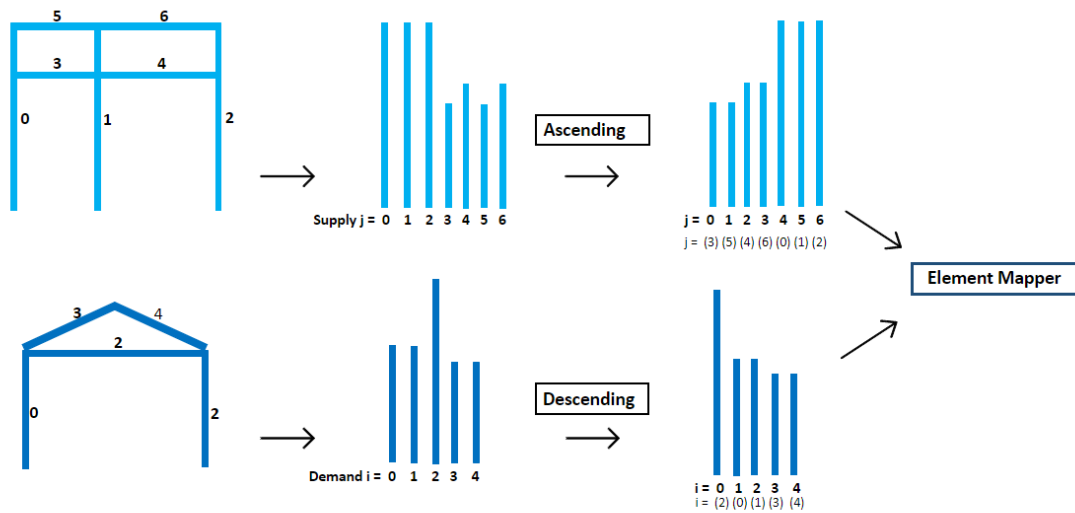 5 6
3 4
0 1 2
Supply j = 0 1 2 3 4 5 6
Ascending
j = 0 1 2 3 4 5 6
j = (3) (5) (4) (6) (0) (1) (2)
Element Mapper
3 4
2
0 2
Demand i = 0 1 2 3 4
Descending
i = 0 1 2 3 4
i = (2) (0) (1) (3) (4)